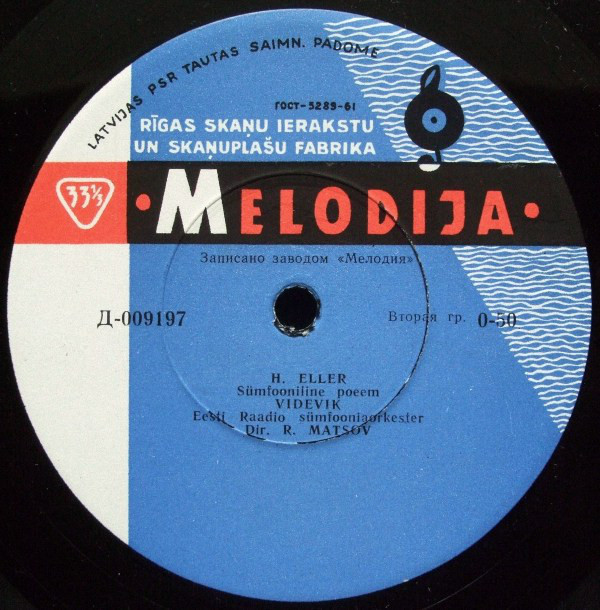 LATVIJAS PSR TAUTAS SAIMN. PADOME
ГОСТ-5289-61
RĪGAS SKAŅU IERAKSTU
UN SKAŅUPLAŠU FABRIKA
33⅓
·MELODIJA·
Записано заводом «Мелодия»
Д-009197
Вторая гр. 0-50
H. ELLER
Sümfooniline poeem
VIDEVIK
Eesti Raadio sümfooniaorkester
Dir. R. MATSOV